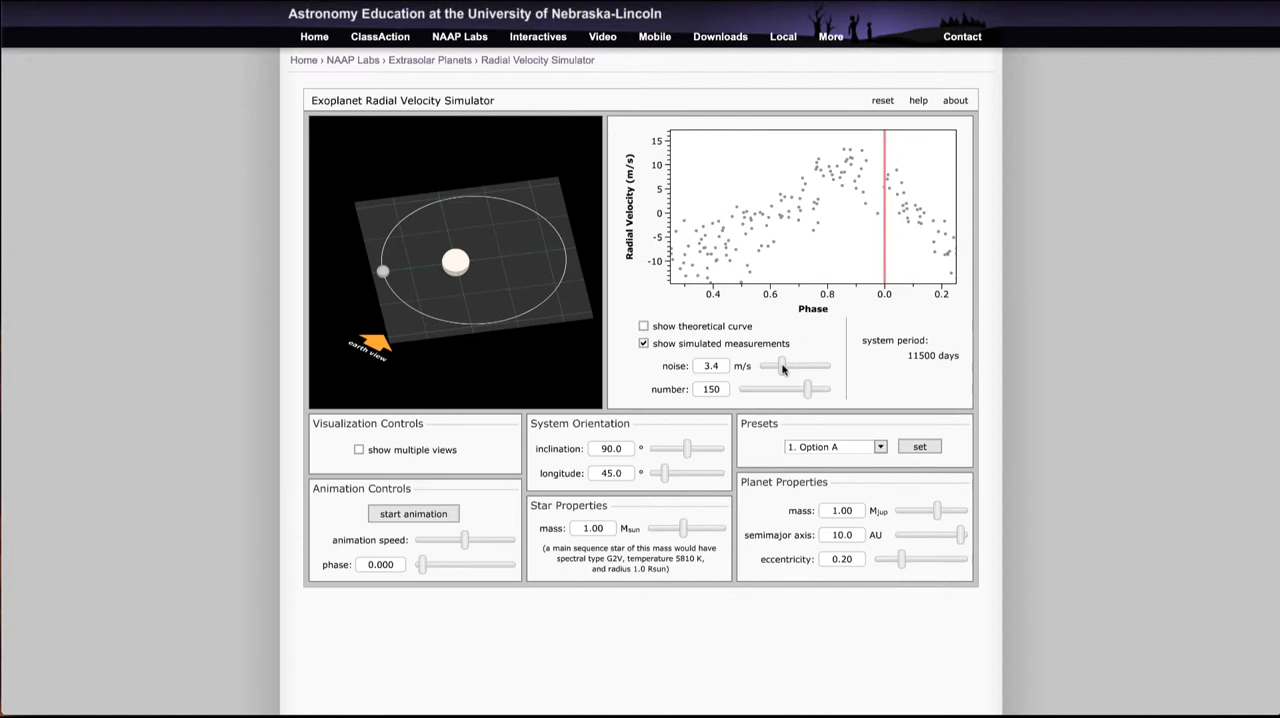 Astronomy Education at the University of Nebraska-Lincoln
Home ClassAction NAAP Labs Interactives Video Mobile Downloads Local More Contact
Home › NAAP Labs › Extrasolar Planets › Radial Velocity Simulator
Exoplanet Radial Velocity Simulator reset help about
earth view
Radial Velocity (m/s)
15
10
5
0
-5
-10
0.4 0.6 0.8 0.0 0.2
Phase
show theoretical curve
show simulated measurements
noise: 3.4 m/s
number: 150
system period:
11500 days
Visualization Controls
show multiple views
Animation Controls
start animation
animation speed:
phase: 0.000
System Orientation
inclination: 90.0 º
longitude: 45.0 º
Star Properties
mass: 1.00 Msun
(a main sequence star of this mass would have
spectral type G2V, temperature 5810 K,
and radius 1.0 Rsun)
Presets
1. Option A set
Planet Properties
mass: 1.00 Mjup
semimajor axis: 10.0 AU
eccentricity: 0.20